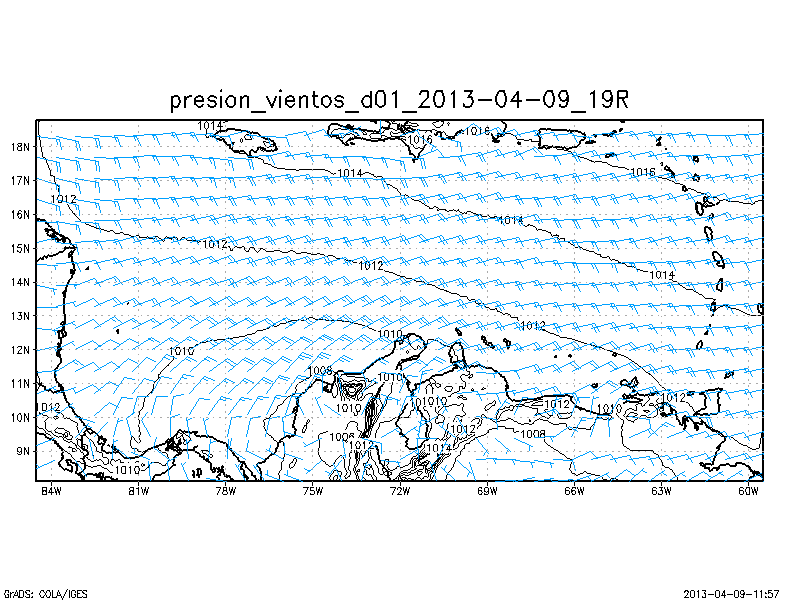 presion_vientos_d01_2013-04-09_19R
1014 1016 1016
18N 1014 1016
17N
16N 1012 1014
15N 1012 1012 1014
14N
13N 1012
12N 1010 1010
11N 1008 1010 1012
10N 1012 1010 1010 1012 1010
9N 1010 1008 1012 1014 1012 1008
84W 81W 78W 75W 72W 69W 66W 63W 60W
GrADS: COLA/IGES 2013-04-09-11:57